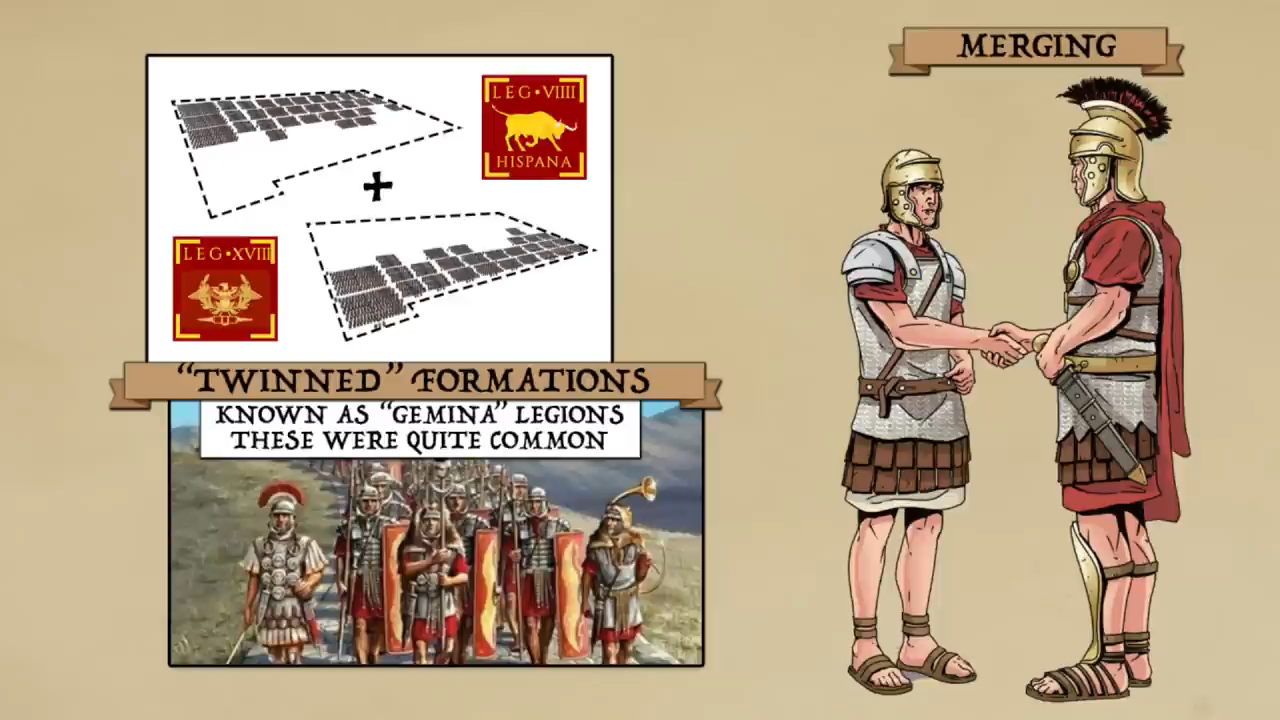 MERGING
LEG•VIIII
HISPANA
+
LEG•XVIII
"TWINNED" FORMATIONS
KNOWN AS "GEMINA" LEGIONS
THESE WERE QUITE COMMON